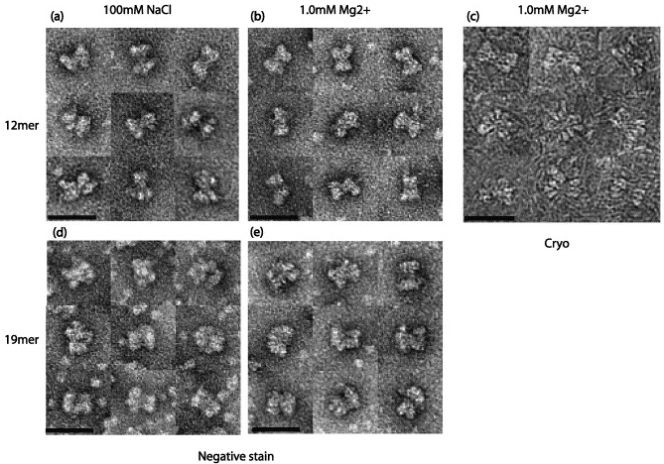 100mM NaCl 1.0mM Mg2+ 1.0mM Mg2+
(a) (b) (c)
12mer
Cryo
(d) (e)
19mer
Negative stain